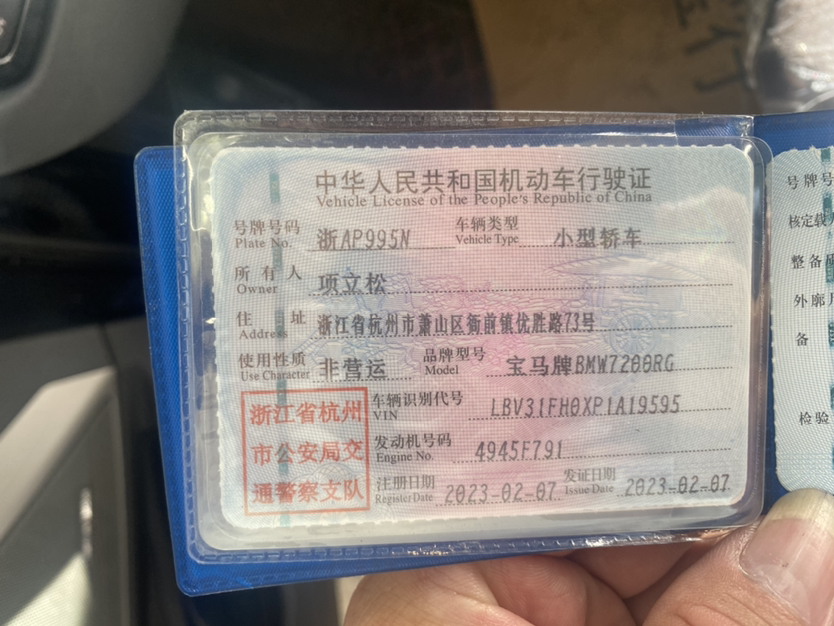 中华人民共和国机动车行驶证
Vehicle License of the People's Republic of China
号牌号码 浙AP995N 车辆类型 小型轿车
Plate No. Vehicle Type
所有人 项立松
Owner
住址 浙江省杭州市萧山区衙前镇优胜路73号
Address
使用性质 非营运 品牌型号 宝马牌BMW7200RG
Use Character Model
浙江省杭州
市公安局交
通警察支队
车辆识别代号 LBV31FH0XP1A19595
VIN
发动机号码 4945F791
Engine No.
注册日期 2023-02-07 发证日期 2023-02-07
Register Date Issue Date
号牌号
核定载
整备
外廓
备
检验